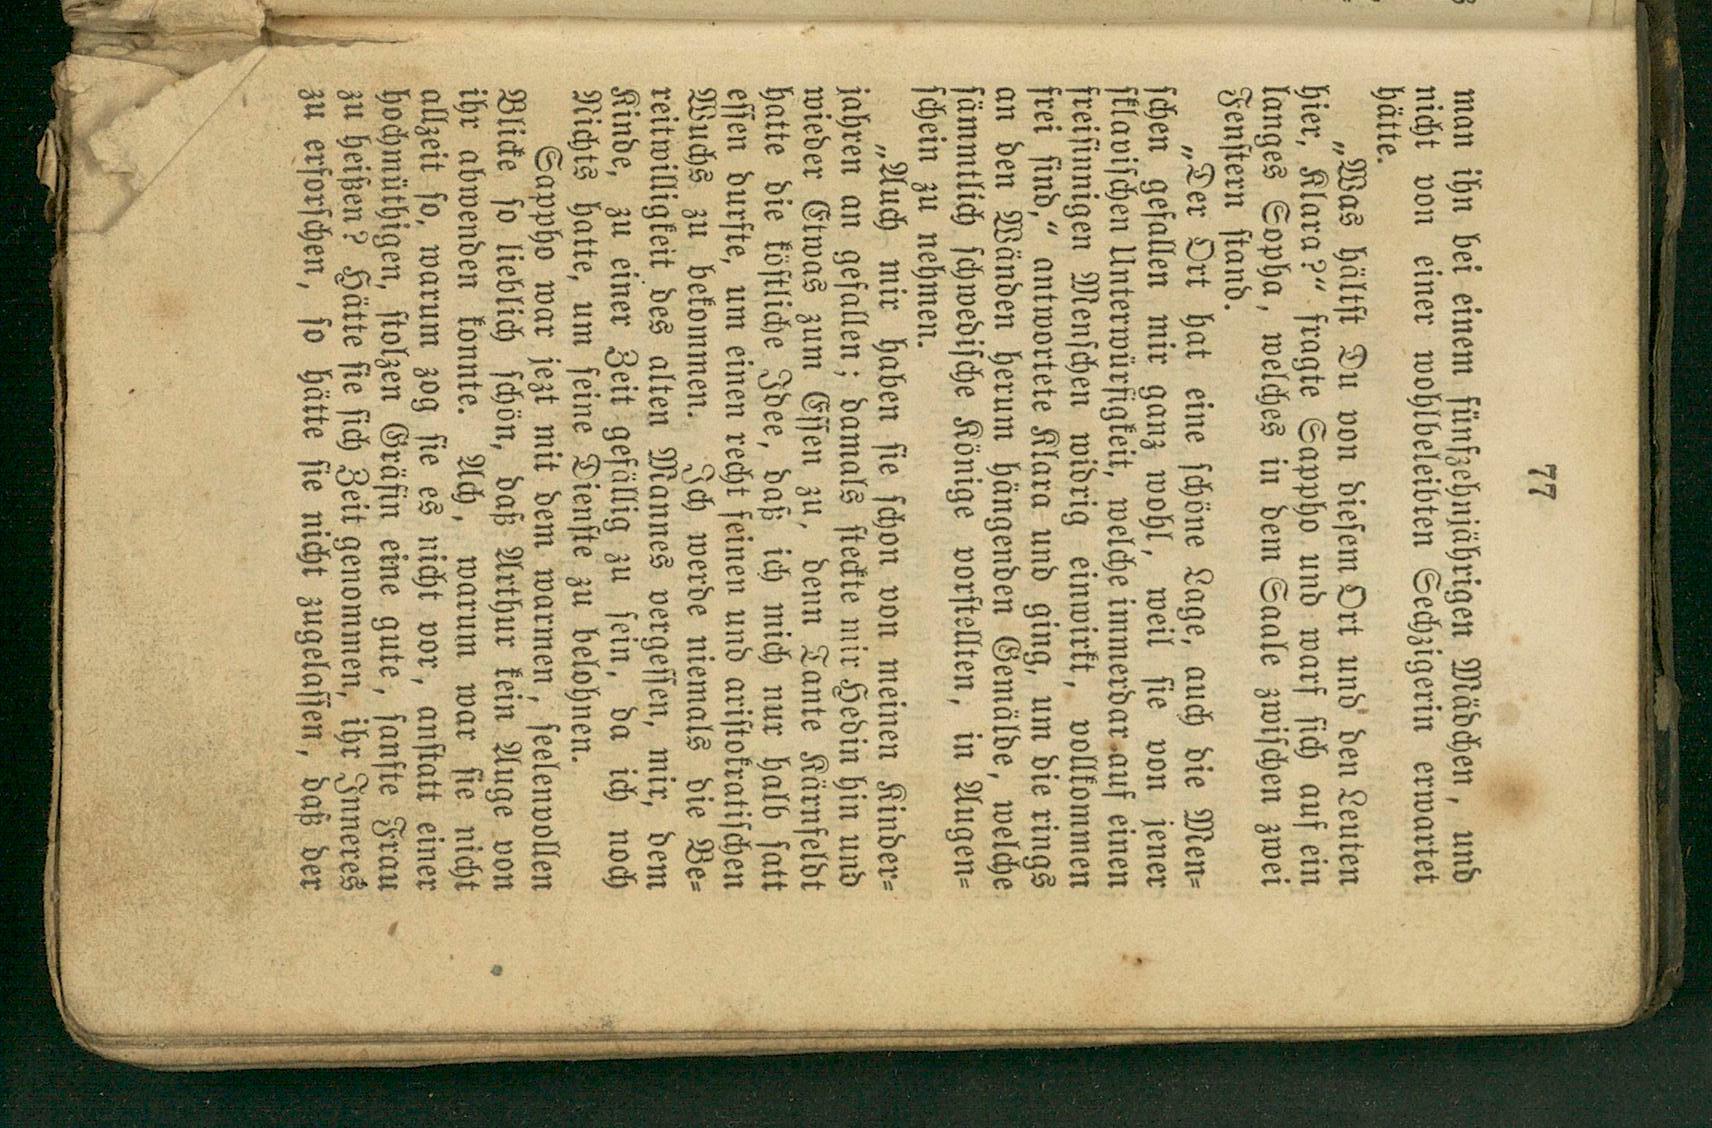 77
man ihn bei einem fünfzehnjährigen Mädchen, und
nicht von einer wohlbeleibten Sechzigerin erwartet
hätte.
„Was hältst Du von diesem Ort und den Leuten
hier, Klara?“ fragte Sappho und warf sich auf ein
langes Sopha, welches in dem Saale zwischen zwei
Fenstern stand.
„Der Ort hat eine schöne Lage, auch die Men-
schen gefallen mir ganz wohl, weil sie von jener
sklavischen Unterwürfigkeit, welche immerdar auf einen
freisinnigen Menschen widrig einwirkt, vollkommen
frei sind,“ antwortete Klara und ging, um die rings
an den Wänden herum hängenden Gemälde, welche
sämmtlich schwedische Könige vorstellten, in Augen-
schein zu nehmen.
„Auch mir haben sie schon von meinen Kinder-
jahren an gefallen; damals steckte mir Hedin hin und
wieder Etwas zum Essen zu, denn Tante Kärnfeldt
hatte die köstliche Idee, daß ich mich nur halb satt
essen durfte, um einen recht feinen und aristokratischen
Wuchs zu bekommen. Ich werde niemals die Be-
reitwilligkeit des alten Mannes vergessen, mir, dem
Kinde, zu einer Zeit gefällig zu sein, da ich noch
Nichts hatte, um seine Dienste zu belohnen.
Sappho war jezt mit dem warmen, seelenvollen
Blicke so lieblich schön, daß Arthur kein Auge von
ihr abwenden konnte. Ach, warum war sie nicht
allzeit so, warum zog sie es nicht vor, anstatt einer
hochmüthigen, stolzen Gräfin eine gute, sanfte Frau
zu heißen? Hätte sie sich Zeit genommen, ihr Inneres
zu erforschen, so hätte sie nicht zugelassen, daß der